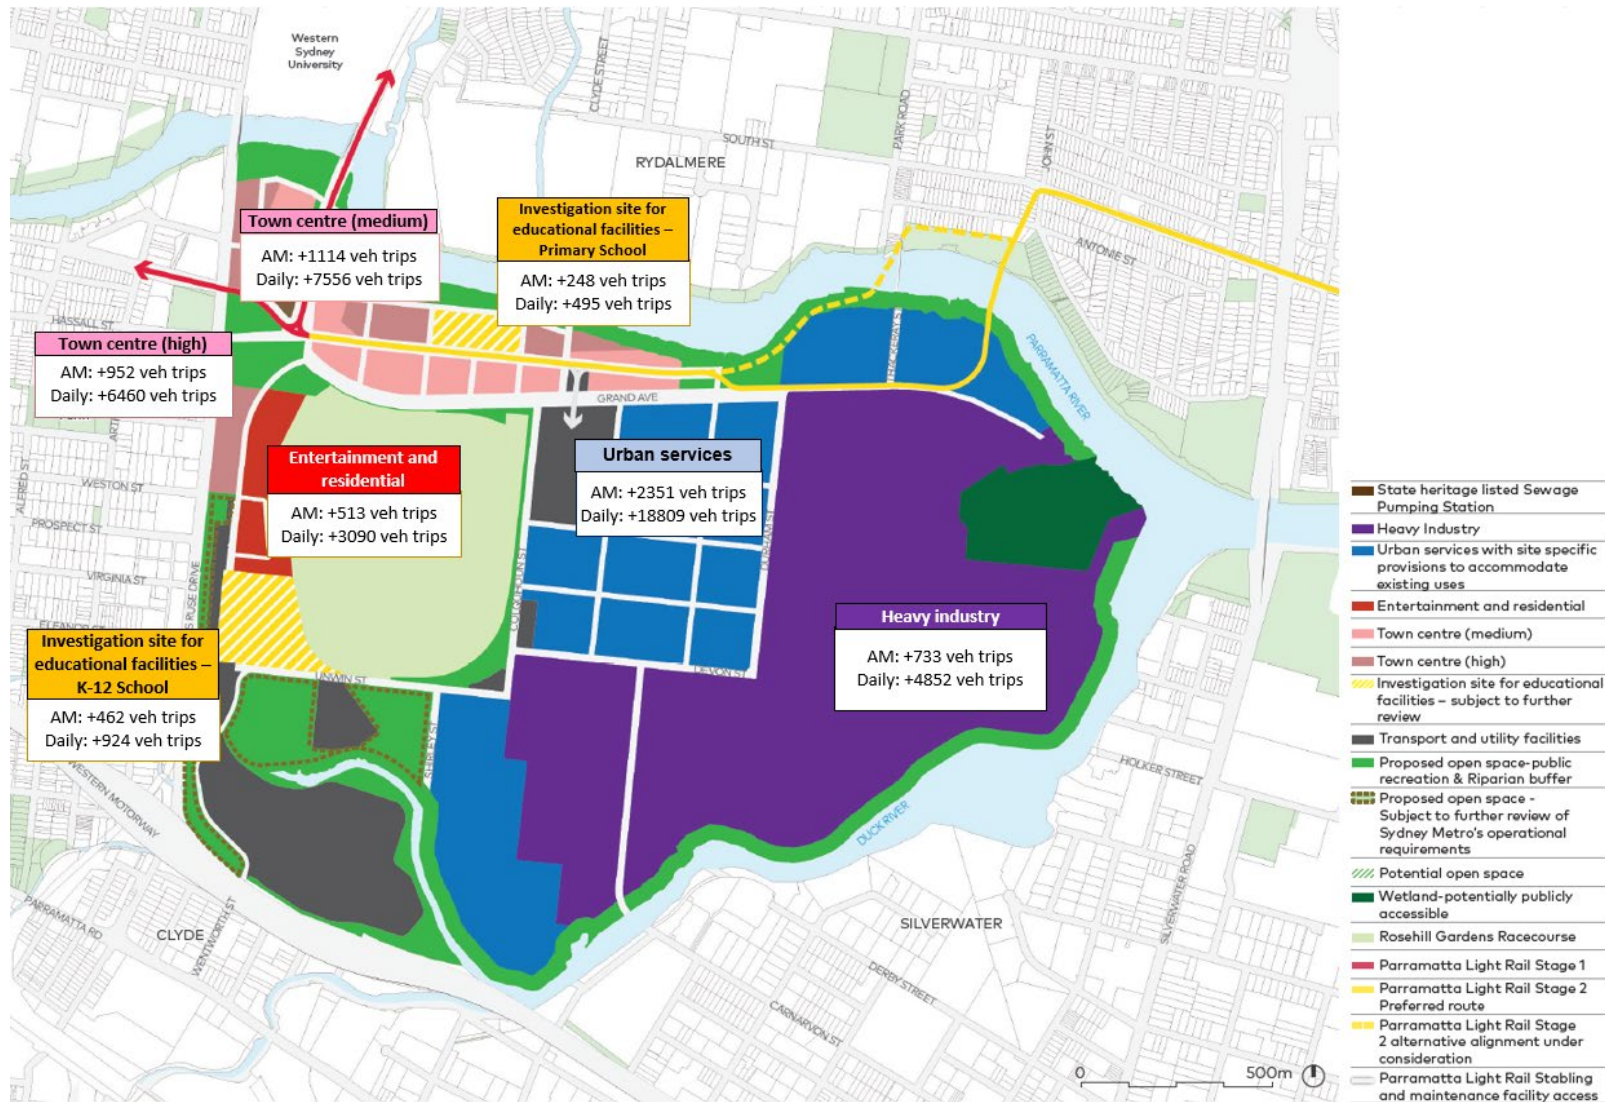 Western
Sydney
University
CLYDE STREET
PARK ROAD
SOUTH ST
JOHN ST
RYDALMERE
Town centre (medium)
AM: +1114 veh trips
Daily: +7556 veh trips
Investigation site for
educational facilities –
Primary School
AM: +248 veh trips
Daily: +495 veh trips
ANTOINE ST
HASSALL ST
Town centre (high)
AM: +952 veh trips
Daily: +6460 veh trips
THACKERAY ST
PARRAMATTA RIVER
GRAND AVE
ALFRED ST
WESTON ST
PROSPECT ST
VIRGINIA ST
Entertainment and
residential
AM: +513 veh trips
Daily: +3090 veh trips
Urban services
AM: +2351 veh trips
Daily: +18809 veh trips
DURHAM ST
COLQUHOUN ST
S RUSE DRIVE
Investigation site for
educational facilities –
K-12 School
AM: +462 veh trips
Daily: +924 veh trips
UNWIN ST
SHIRLEY ST
DEVON ST
Heavy industry
AM: +733 veh trips
Daily: +4852 veh trips
WESTERN MOTORWAY
HOLKER STREET
DUCK RIVER
SILVERWATER ROAD
PARRAMATTA RD
CLYDE
WENTWORTH ST
SILVERWATER
DERBY STREET
CARNARVON ST
0 500m
State heritage listed Sewage
Pumping Station
Heavy Industry
Urban services with site specific
provisions to accommodate
existing uses
Entertainment and residential
Town centre (medium)
Town centre (high)
Investigation site for educational
facilities – subject to further
review
Transport and utility facilities
Proposed open space-public
recreation & Riparian buffer
Proposed open space -
Subject to further review of
Sydney Metro's operational
requirements
Potential open space
Wetland-potentially publicly
accessible
Rosehill Gardens Racecourse
Parramatta Light Rail Stage 1
Parramatta Light Rail Stage 2
Preferred route
Parramatta Light Rail Stage
2 alternative alignment under
consideration
Parramatta Light Rail Stabling
and maintenance facility access